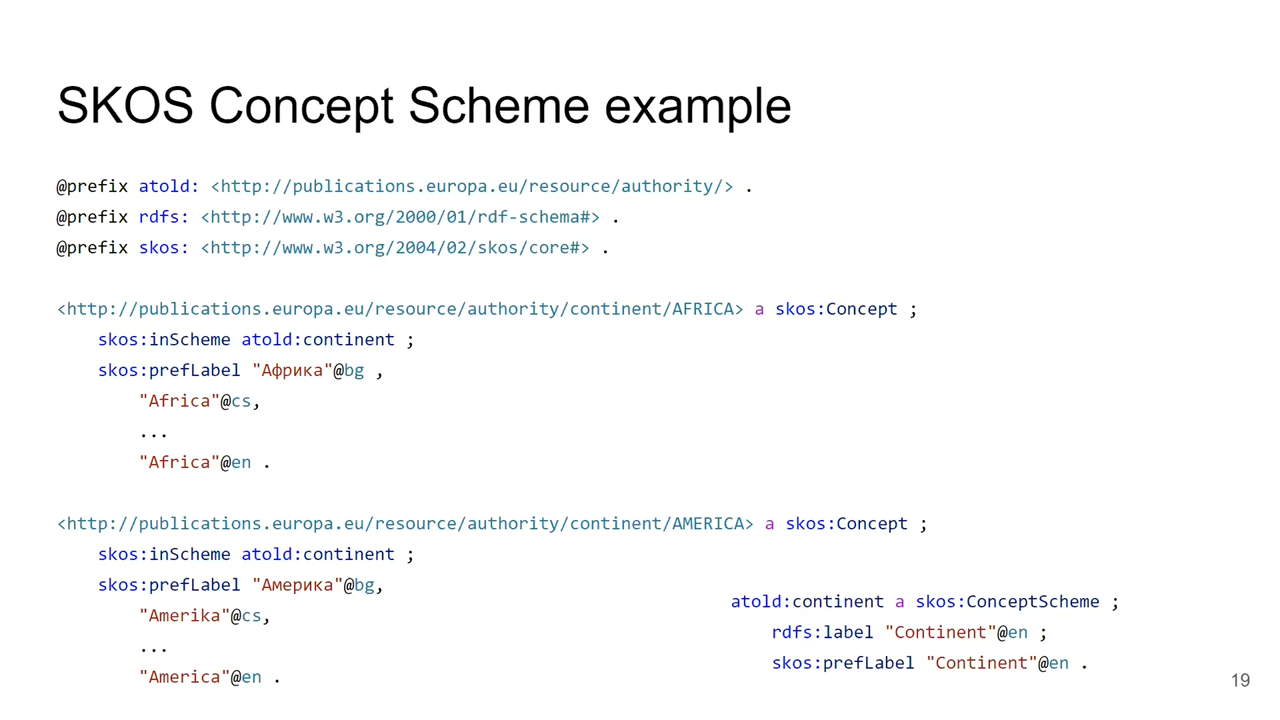 SKOS Concept Scheme example
@prefix atold: <http://publications.europa.eu/resource/authority/> .
@prefix rdfs: <http://www.w3.org/2000/01/rdf-schema#> .
@prefix skos: <http://www.w3.org/2004/02/skos/core#> .
<http://publications.europa.eu/resource/authority/continent/AFRICA> a skos:Concept ;
skos:inScheme atold:continent ;
skos:prefLabel "Африка"@bg ,
"Africa"@cs,
...
"Africa"@en .
<http://publications.europa.eu/resource/authority/continent/AMERICA> a skos:Concept ;
skos:inScheme atold:continent ;
skos:prefLabel "Америка"@bg,
"Amerika"@cs,
...
"America"@en .
atold:continent a skos:ConceptScheme ;
rdfs:label "Continent"@en ;
skos:prefLabel "Continent"@en .
19